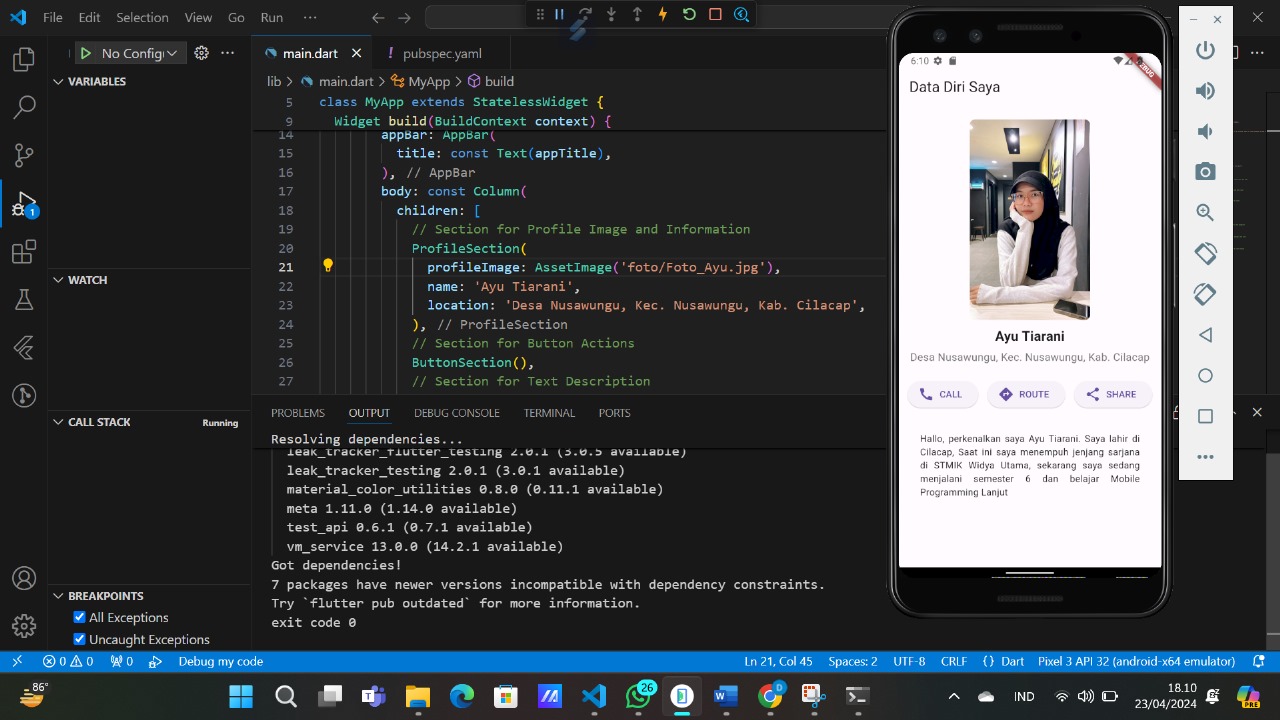 File Edit Selection View Go Run ···
No Config
main.dart
pubspec.yaml
lib > main.dart > MyApp > build
VARIABLES
5 class MyApp extends StatelessWidget {
9 Widget build(BuildContext context) {
14 appBar: AppBar(
15 title: const Text(appTitle),
16 ), // AppBar
17 body: const Column(
18 children: [
19 // Section for Profile Image and Information
20 ProfileSection(
21 profileImage: AssetImage('foto/Foto_Ayu.jpg'),
22 name: 'Ayu Tiarani',
23 location: 'Desa Nusawungu, Kec. Nusawungu, Kab. Cilacap',
24 ), // ProfileSection
25 // Section for Button Actions
26 ButtonSection(),
27 // Section for Text Description
WATCH
CALL STACK
Running
BREAKPOINTS
All Exceptions
Uncaught Exceptions
PROBLEMS OUTPUT DEBUG CONSOLE TERMINAL PORTS
Resolving dependencies...
leak_tracker_flutter_testing 2.0.1 (3.0.5 available)
leak_tracker_testing 2.0.1 (3.0.1 available)
material_color_utilities 0.8.0 (0.11.1 available)
meta 1.11.0 (1.14.0 available)
test_api 0.6.1 (0.7.1 available)
vm_service 13.0.0 (14.2.1 available)
Got dependencies!
7 packages have newer versions incompatible with dependency constraints.
Try `flutter pub outdated` for more information.
exit code 0
6:10
DEBUG
Data Diri Saya
Ayu Tiarani
Desa Nusawungu, Kec. Nusawungu, Kab. Cilacap
CALL ROUTE SHARE
Hallo, perkenalkan saya Ayu Tiarani. Saya lahir di
Cilacap, Saat ini saya menempuh jenjang sarjana
di STMIK Widya Utama, sekarang saya sedang
menjalani semester 6 dan belajar Mobile
Programming Lanjut
1
0 0 0 Debug my code
Ln 21, Col 45 Spaces: 2 UTF-8 CRLF {} Dart Pixel 3 API 32 (android-x64 emulator)
86°
26
D
W
IND
18.10
23/04/2024
PRE